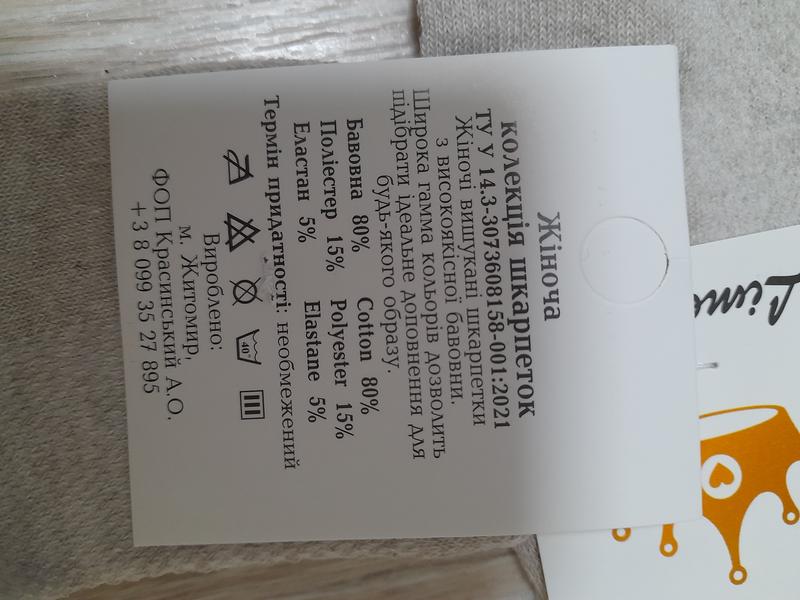 Жіноча
колекція шкарпеток
ТУ У 14.3-3073608158-001:2021
Жіночі вишукані шкарпетки
з високоякісної бавовни.
Широка гамма кольорів дозволить
підібрати ідеальне доповнення для
будь-якого образу.
Бавовна 80% Cotton 80%
Поліестер 15% Polyester 15%
Еластан 5% Elastane 5%
Термін придатності: необмежений
40°
Вироблено:
м. Житомир,
ФОП Красинський А.О.
+3 8 099 35 27 895